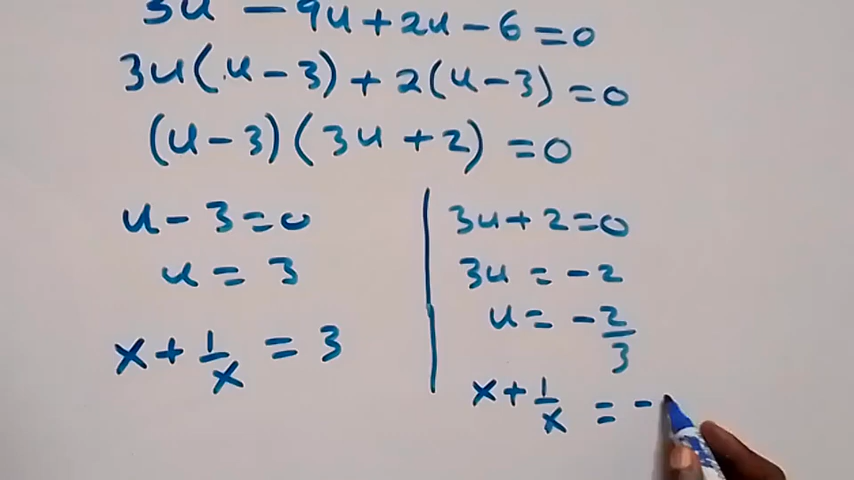 3u - 9u + 2u - 6 = 0
3u(u - 3) + 2(u - 3) = 0
(u - 3)(3u + 2) = 0
u - 3 = 0
u = 3
x + 1/x = 3
3u + 2 = 0
3u = -2
u = -2/3
x + 1/x = -